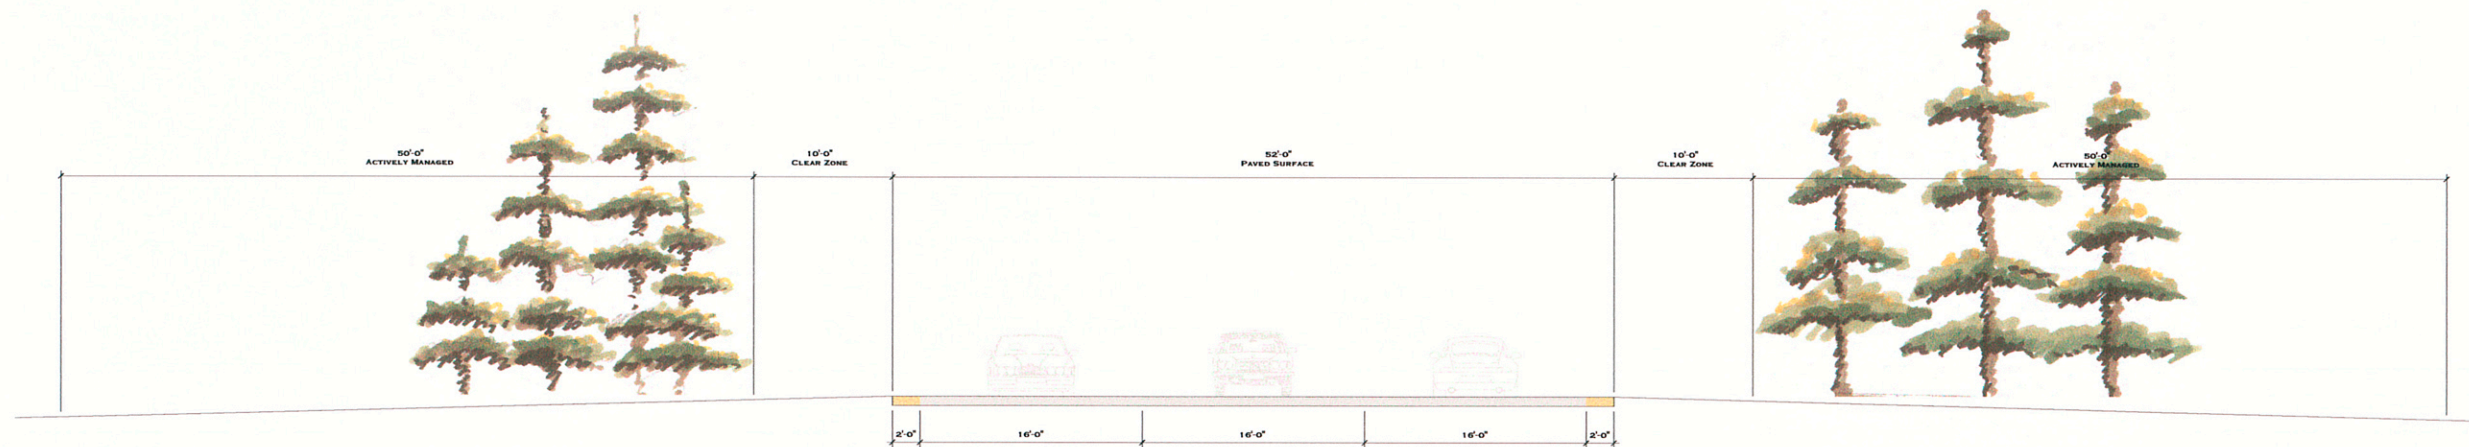 50'-0"
ACTIVELY MANAGED
10'-0"
CLEAR ZONE
52'-0"
PAVED SURFACE
10'-0"
CLEAR ZONE
50'-0"
ACTIVELY MANAGED
2'-0"
16'-0"
16'-0"
16'-0"
2'-0"